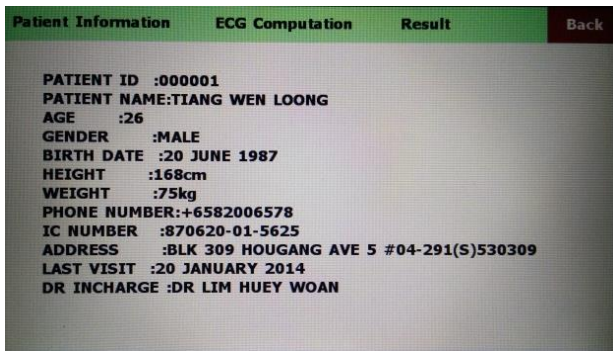 Patient Information ECG Computation Result Back
PATIENT ID :000001
PATIENT NAME:TIANG WEN LOONG
AGE :26
GENDER :MALE
BIRTH DATE :20 JUNE 1987
HEIGHT :168cm
WEIGHT :75kg
PHONE NUMBER:+6582006578
IC NUMBER :870620-01-5625
ADDRESS :BLK 309 HOUGANG AVE 5 #04-291(S)530309
LAST VISIT :20 JANUARY 2014
DR INCHARGE :DR LIM HUEY WOAN